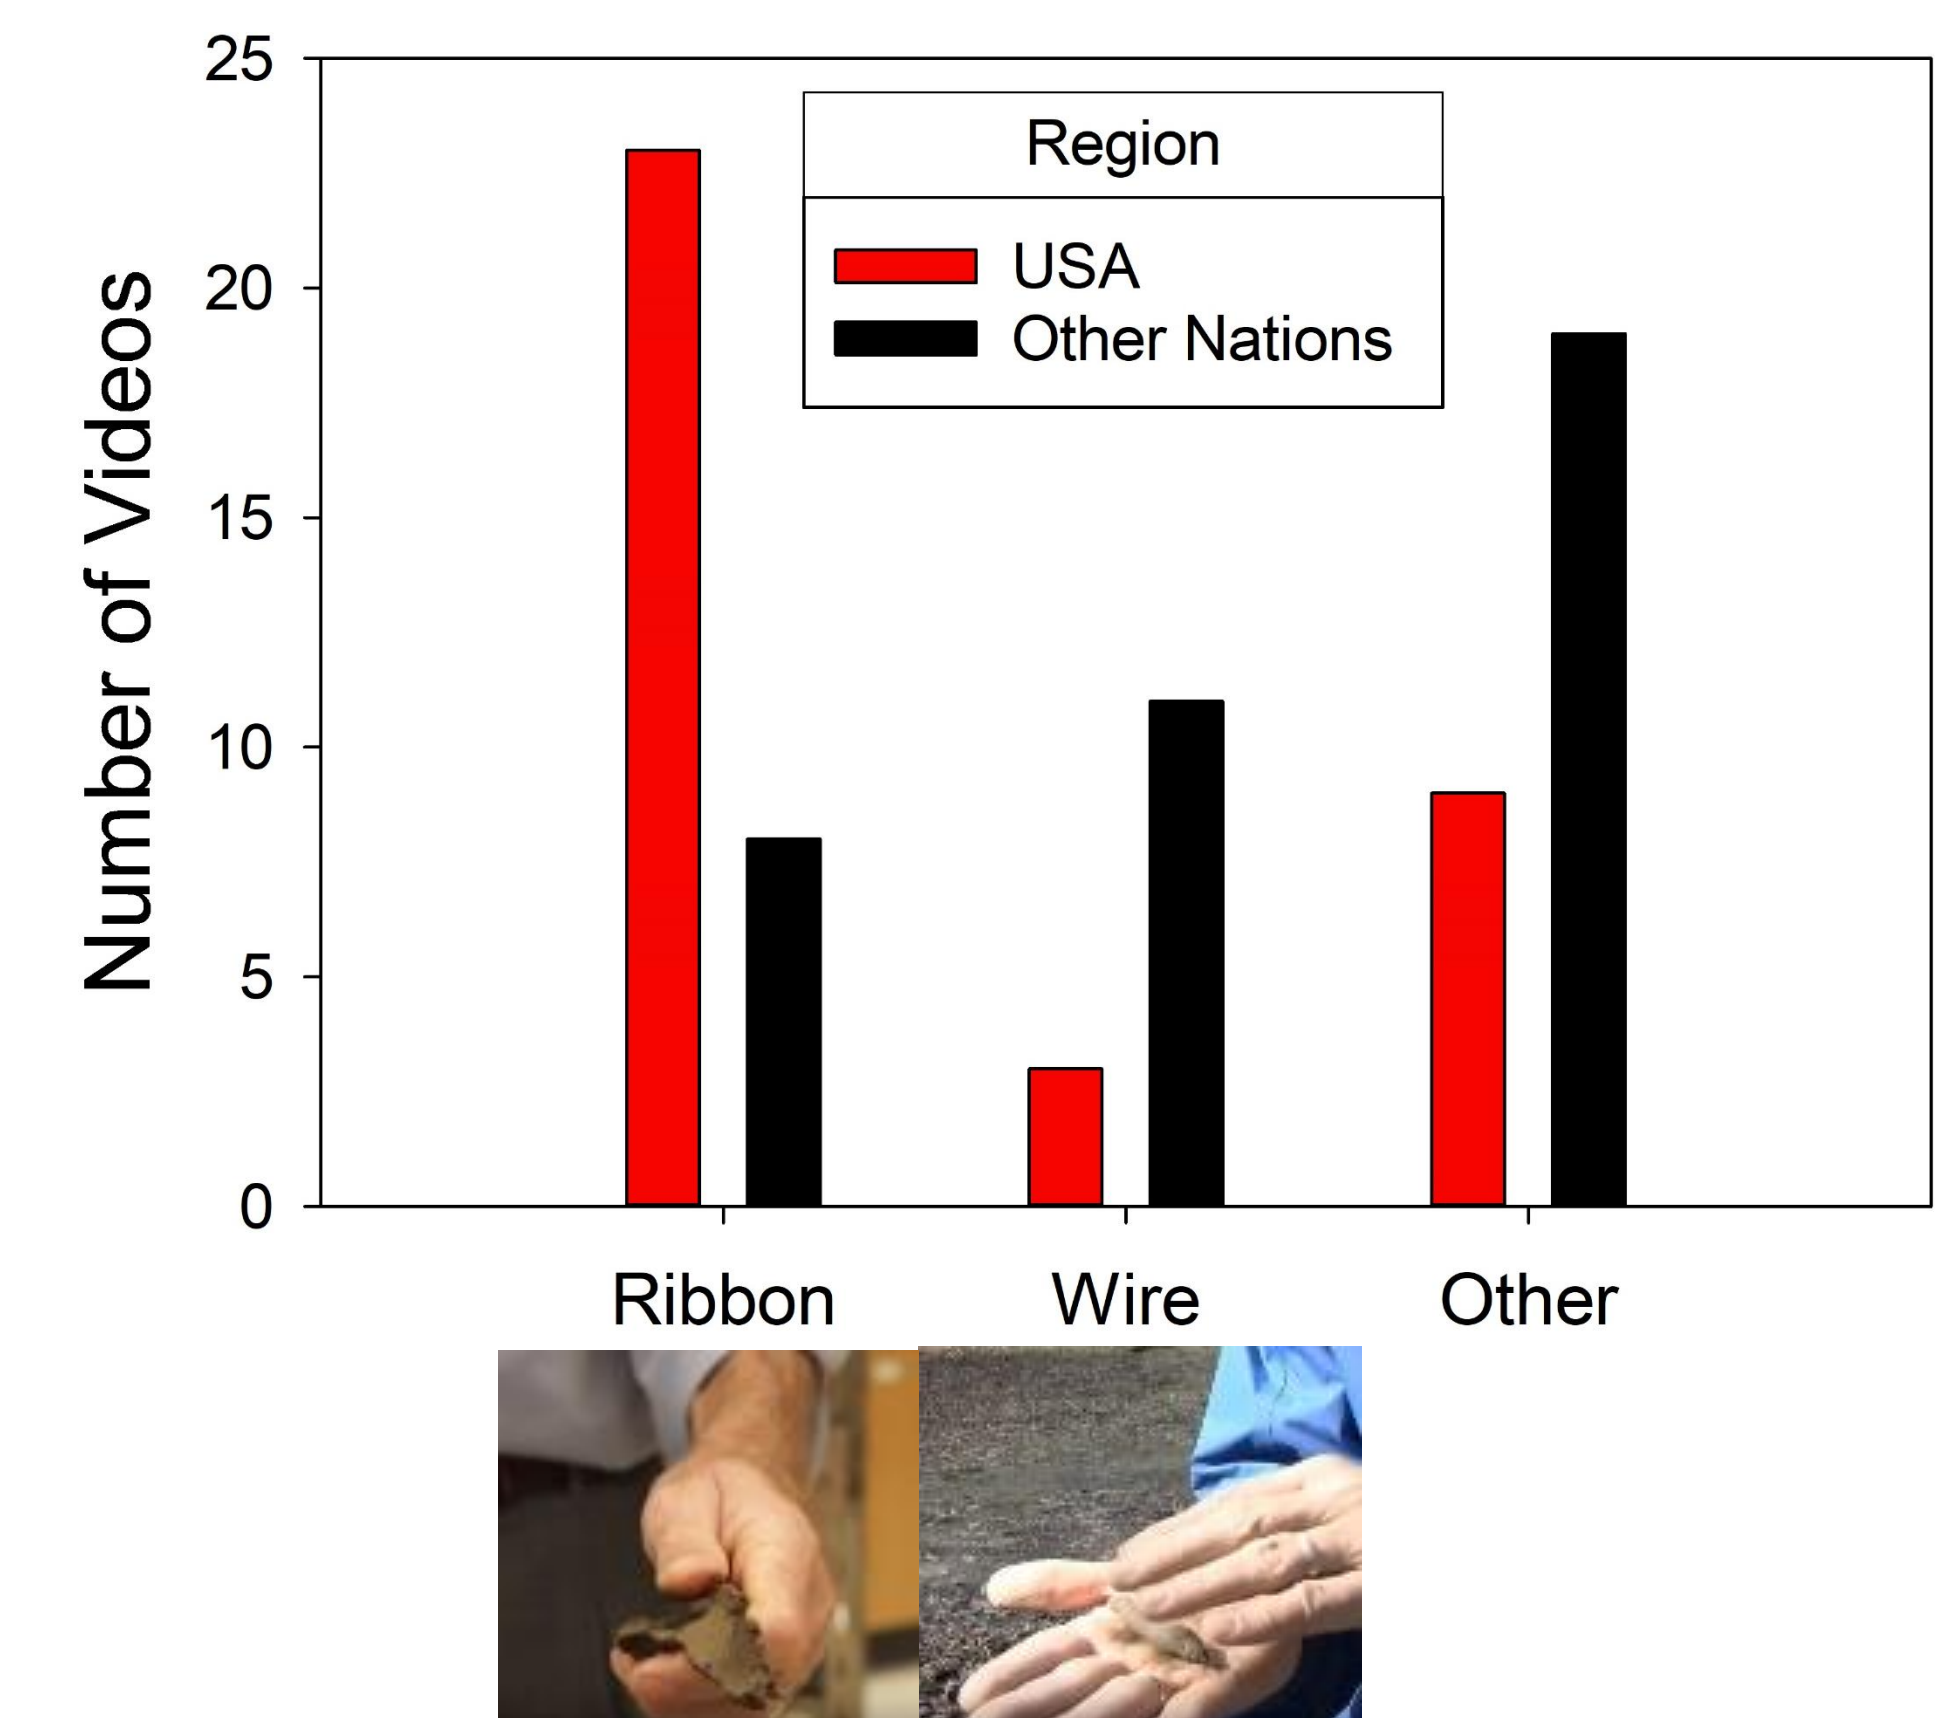 25
20
15
10
5
0
Number of Videos
Region
USA
Other Nations
Ribbon
Wire
Other